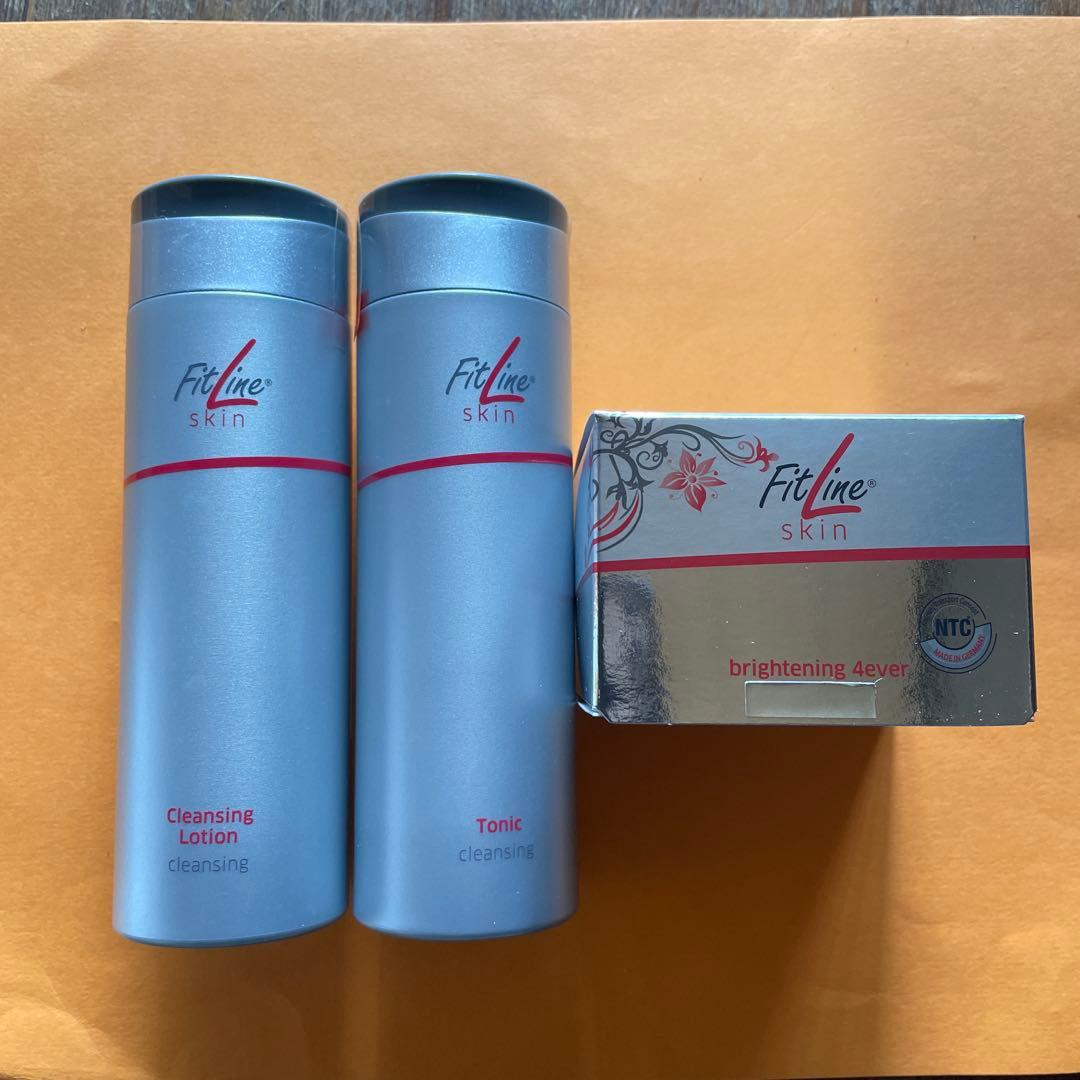 FitLine®
skin
Cleansing
Lotion
cleansing
FitLine®
skin
Tonic
cleansing
FitLine®
skin
NTC
MADE IN GERMANY
brightening 4ever